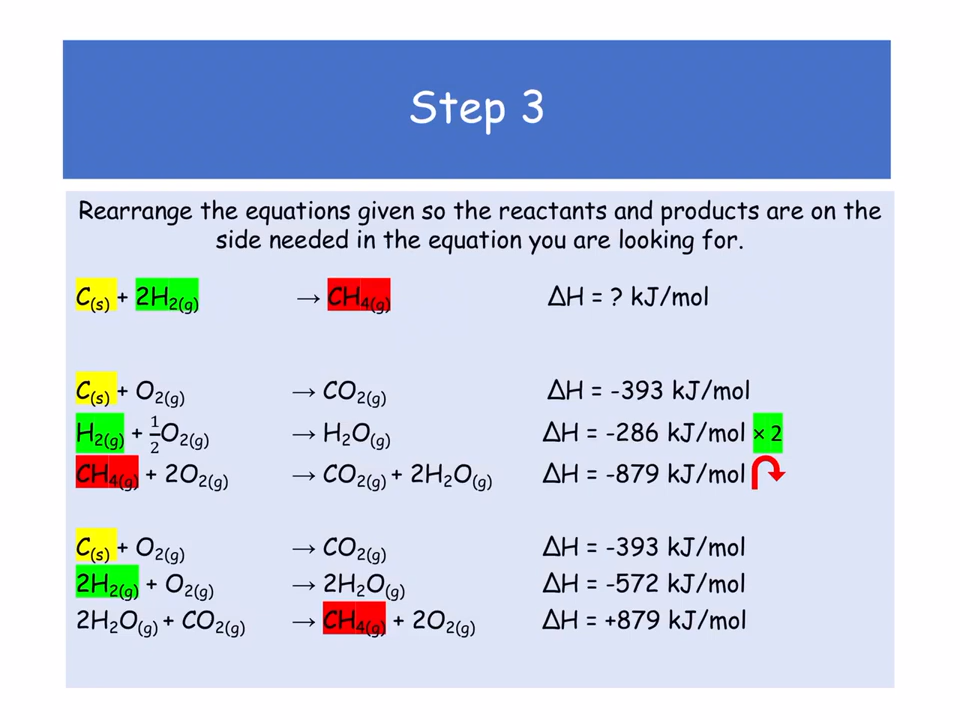 Step 3
Rearrange the equations given so the reactants and products are on the
side needed in the equation you are looking for.
C(s) + 2H2(g) → CH4(g) ΔH = ? kJ/mol
C(s) + O2(g) → CO2(g) ΔH = -393 kJ/mol
H2(g) + 1/2O2(g) → H2O(g) ΔH = -286 kJ/mol × 2
CH4(g) + 2O2(g) → CO2(g) + 2H2O(g) ΔH = -879 kJ/mol
C(s) + O2(g) → CO2(g) ΔH = -393 kJ/mol
2H2(g) + O2(g) → 2H2O(g) ΔH = -572 kJ/mol
2H2O(g) + CO2(g) → CH4(g) + 2O2(g) ΔH = +879 kJ/mol